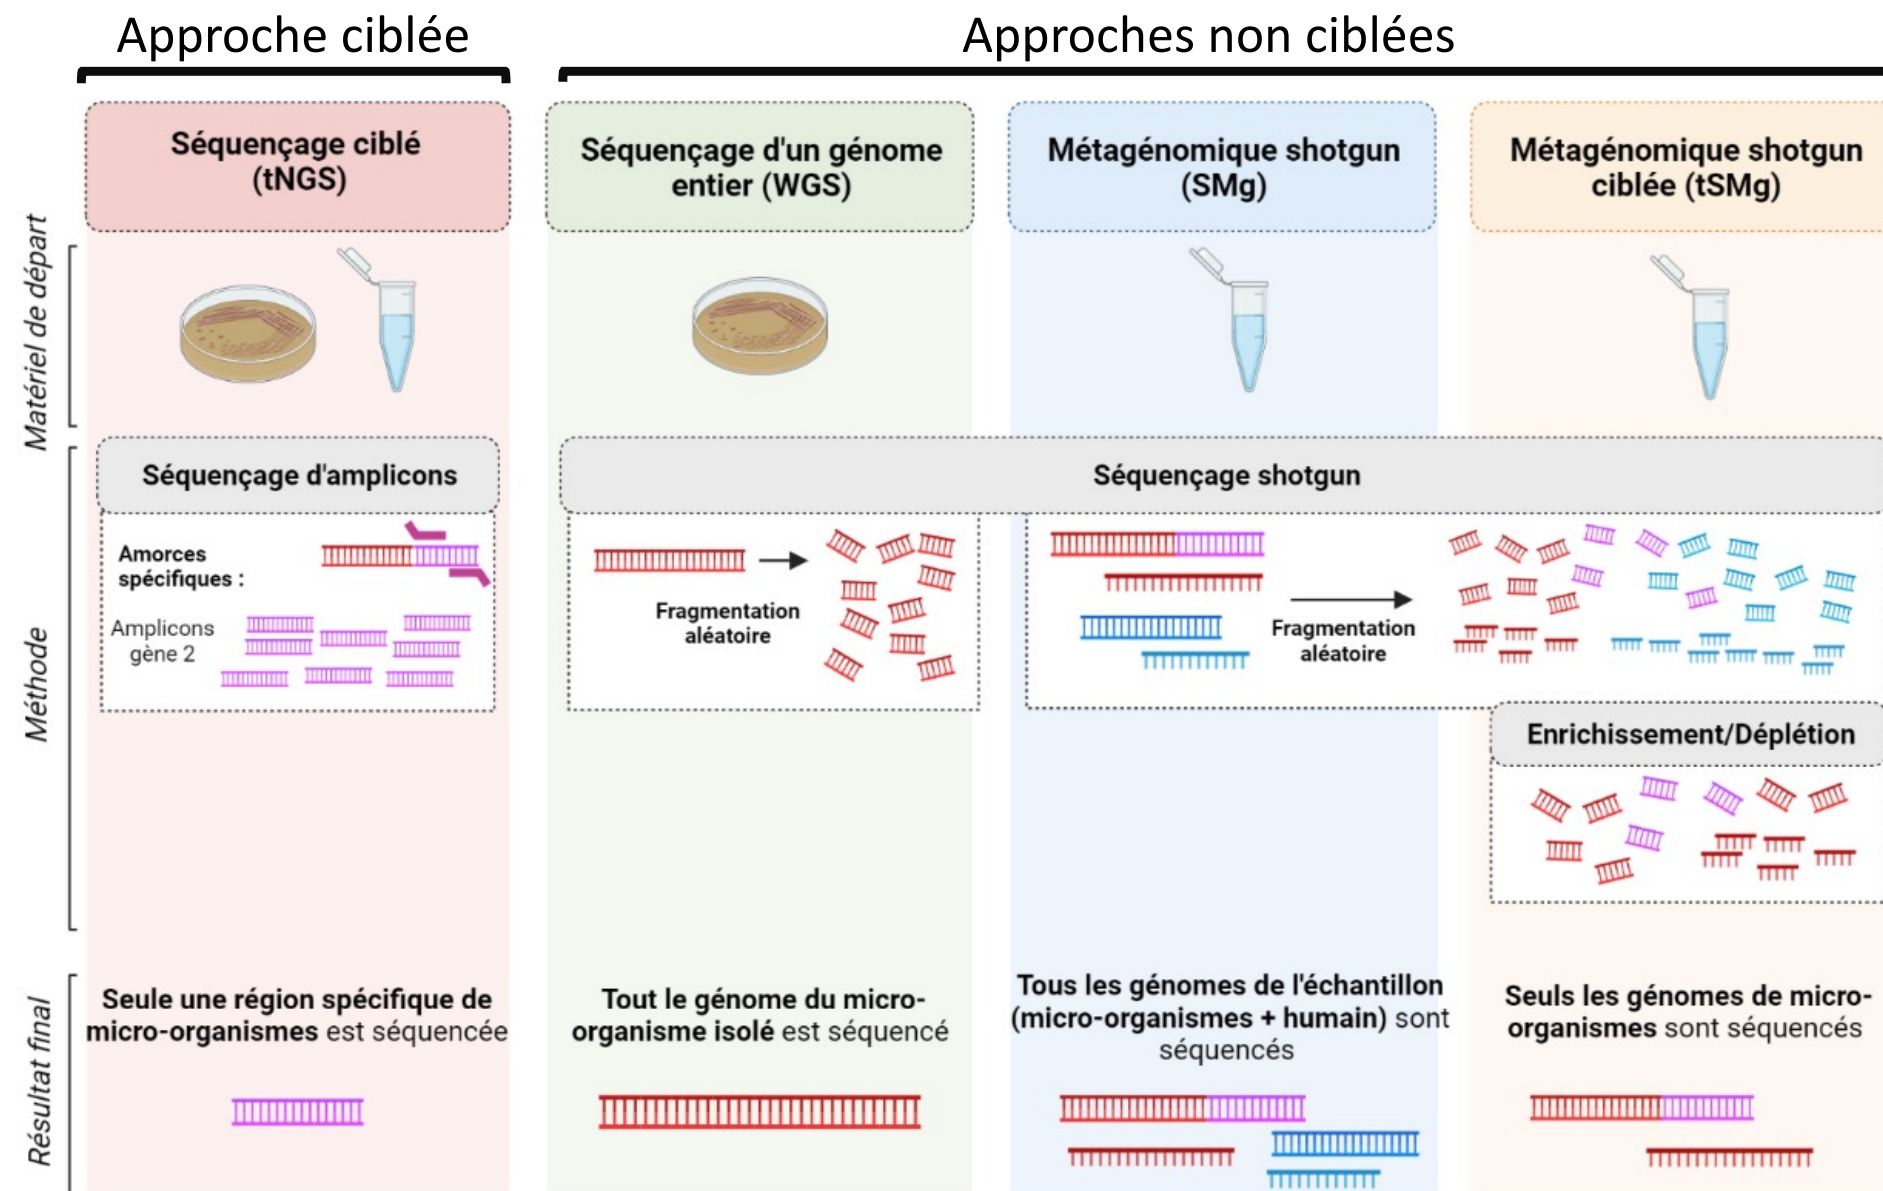 Approche ciblée
Approches non ciblées
Séquençage ciblé
(tNGS)
Séquençage d'un génome
entier (WGS)
Métagénomique shotgun
(SMg)
Métagénomique shotgun
ciblée (tSMg)
Matériel de départ
Méthode
Séquençage d'amplicons
Séquençage shotgun
Amorces
spécifiques :
Amplicons
gène 2
Fragmentation
aléatoire
Fragmentation
aléatoire
Enrichissement/Déplétion
Résultat final
Seule une région spécifique de
micro-organismes est séquencée
Tout le génome du micro-
organisme isolé est séquencé
Tous les génomes de l'échantillon
(micro-organismes + humain) sont
séquencés
Seuls les génomes de micro-
organismes sont séquencés